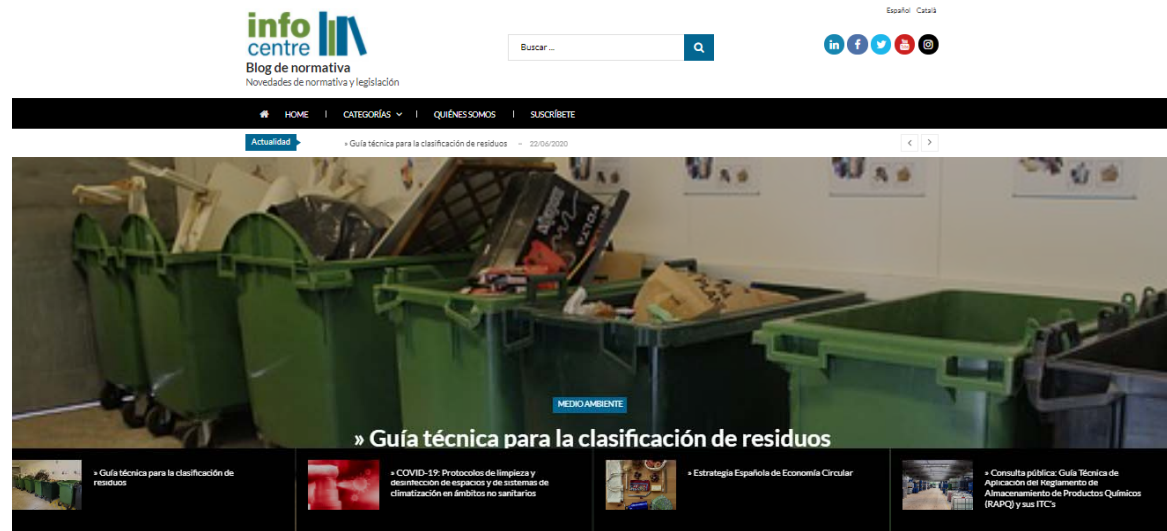 Español Català
info
centre
Blog de normativa
Novedades de normativa y legislación
Buscar ...
HOME | CATEGORÍAS | QUIÉNES SOMOS | SUSCRÍBETE
Actualidad
» Guía técnica para la clasificación de residuos
22/06/2020
MEDIO AMBIENTE
» Guía técnica para la clasificación de residuos
» Guía técnica para la clasificación de
residuos
» COVID-19: Protocolos de limpieza y
desinfección de espacios y de sistemas de
climatización en ámbitos no sanitarios
» Estrategia Española de Economía Circular
» Consulta pública: Guía Técnica de
Aplicación del Reglamento de
Almacenamiento de Productos Químicos
(RAPQ) y sus ITC's